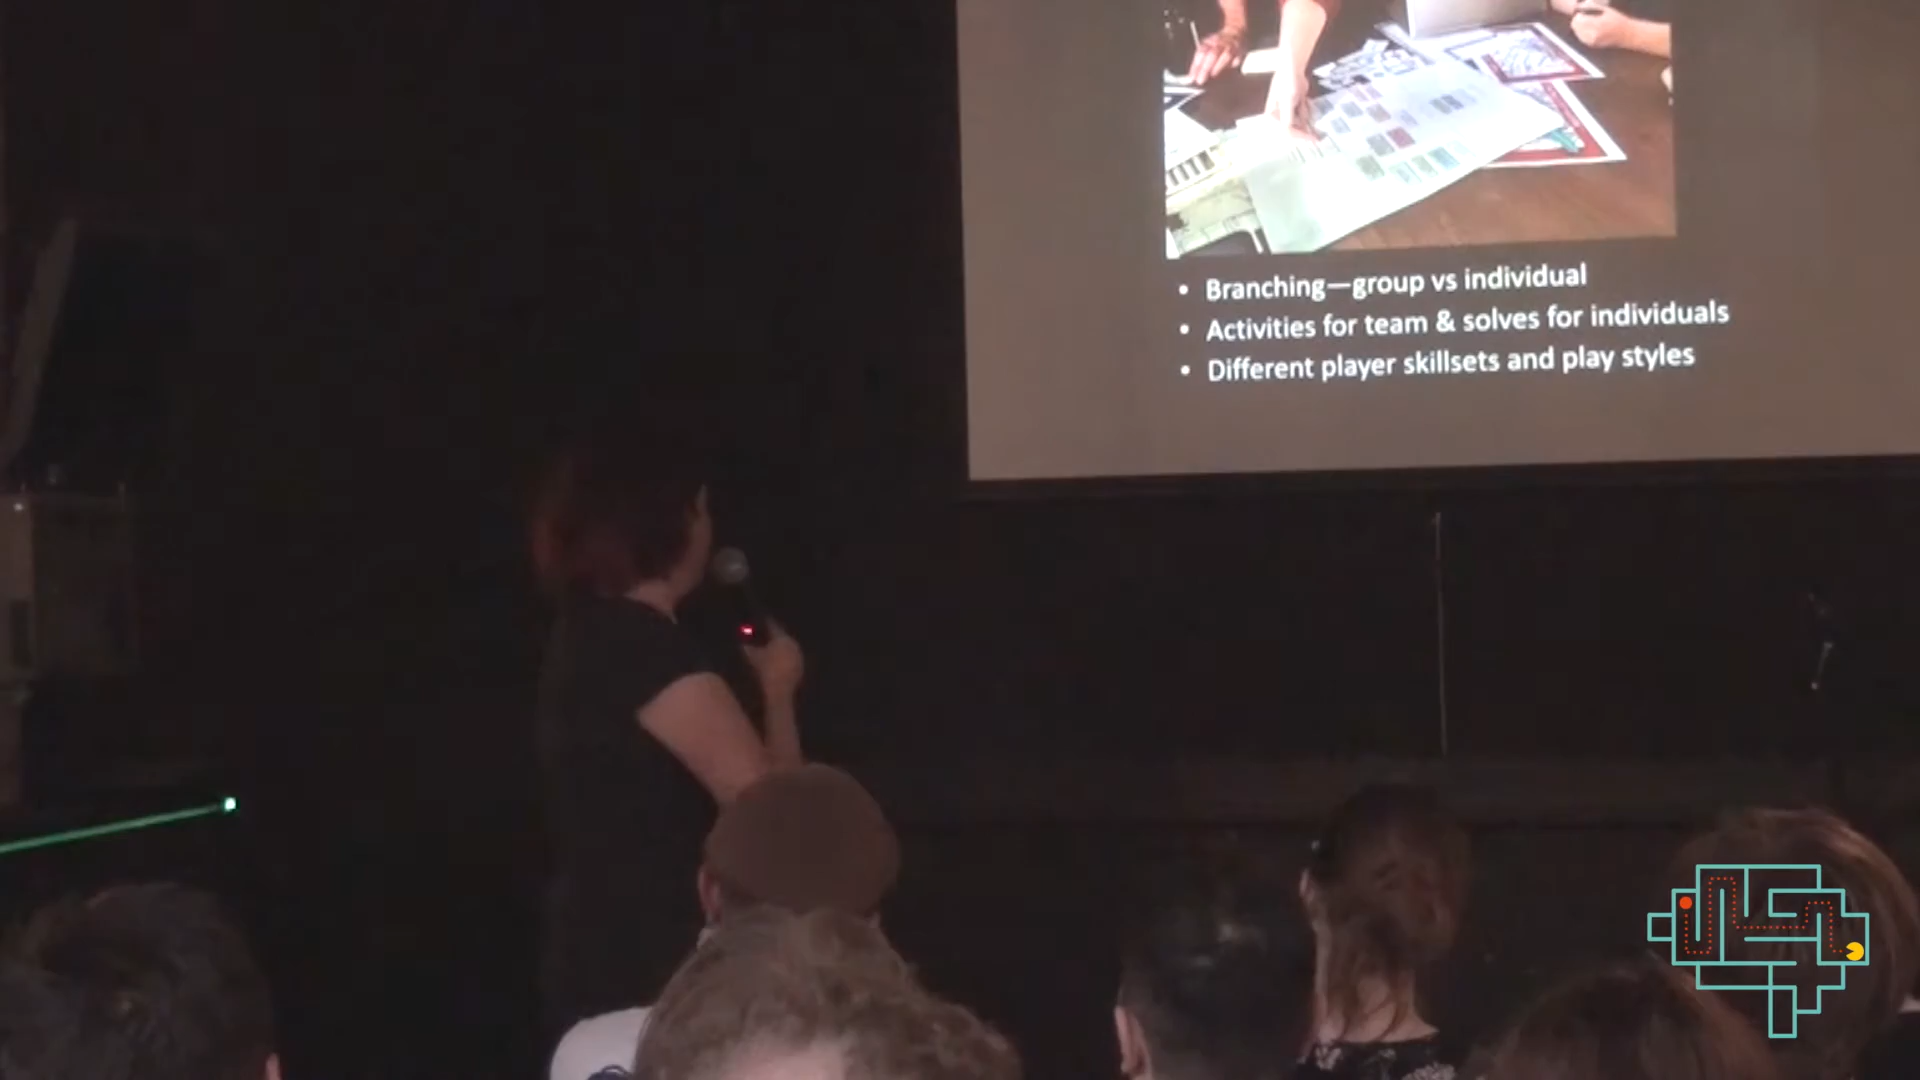 • Branching—group vs individual
• Activities for team & solves for individuals
• Different player skillsets and play styles